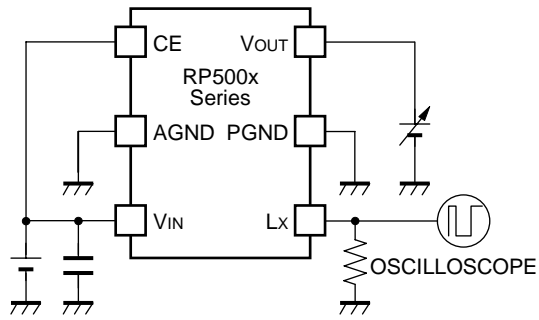 CE VOUT
RP500x
Series
AGND PGND
VIN LX
OSCILLOSCOPE